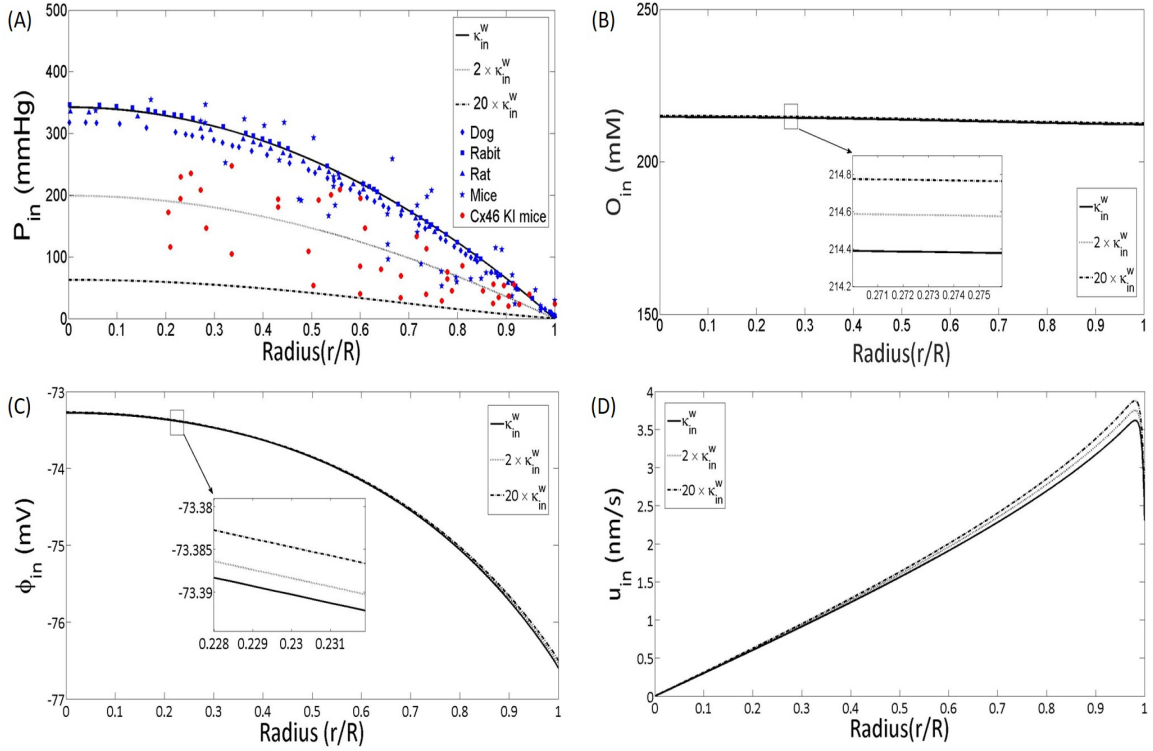 (A)
500
400
300
200
100
0
P_in (mmHg)
0 0.1 0.2 0.3 0.4 0.5 0.6 0.7 0.8 0.9 1
Radius(r/R)
κ_in^w
2 × κ_in^w
20 × κ_in^w
Dog
Rabit
Rat
Mice
Cx46 KI mice
(B)
250
200
150
O_in (mM)
0 0.1 0.2 0.3 0.4 0.5 0.6 0.7 0.8 0.9 1
Radius(r/R)
214.8
214.6
214.4
214.2
0.271 0.272 0.273 0.274 0.275
κ_in^w
2 × κ_in^w
20 × κ_in^w
(C)
-73
-74
-75
-76
-77
ϕ_in (mV)
0 0.1 0.2 0.3 0.4 0.5 0.6 0.7 0.8 0.9 1
Radius (r/R)
-73.38
-73.385
-73.39
0.228 0.229 0.23 0.231
κ_in^w
2 × κ_in^w
20 × κ_in^w
(D)
4
3.5
3
2.5
2
1.5
1
0.5
0
u_in (nm/s)
0 0.1 0.2 0.3 0.4 0.5 0.6 0.7 0.8 0.9 1
Radius(r/R)
κ_in^w
2 × κ_in^w
20 × κ_in^w